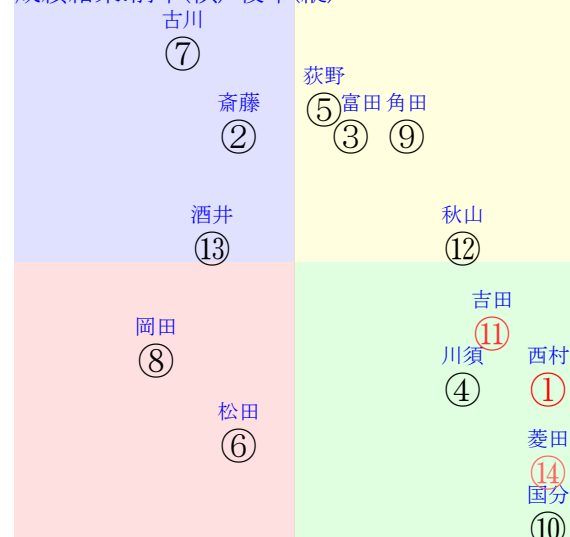 古川
⑦
荻野
⑤
斎藤
②
富田
③
角田
⑨
酒井
⑬
秋山
⑫
吉田
⑪
岡田
⑧
川須
④
西村
①
松田
⑥
菱田
⑭
国分
⑩